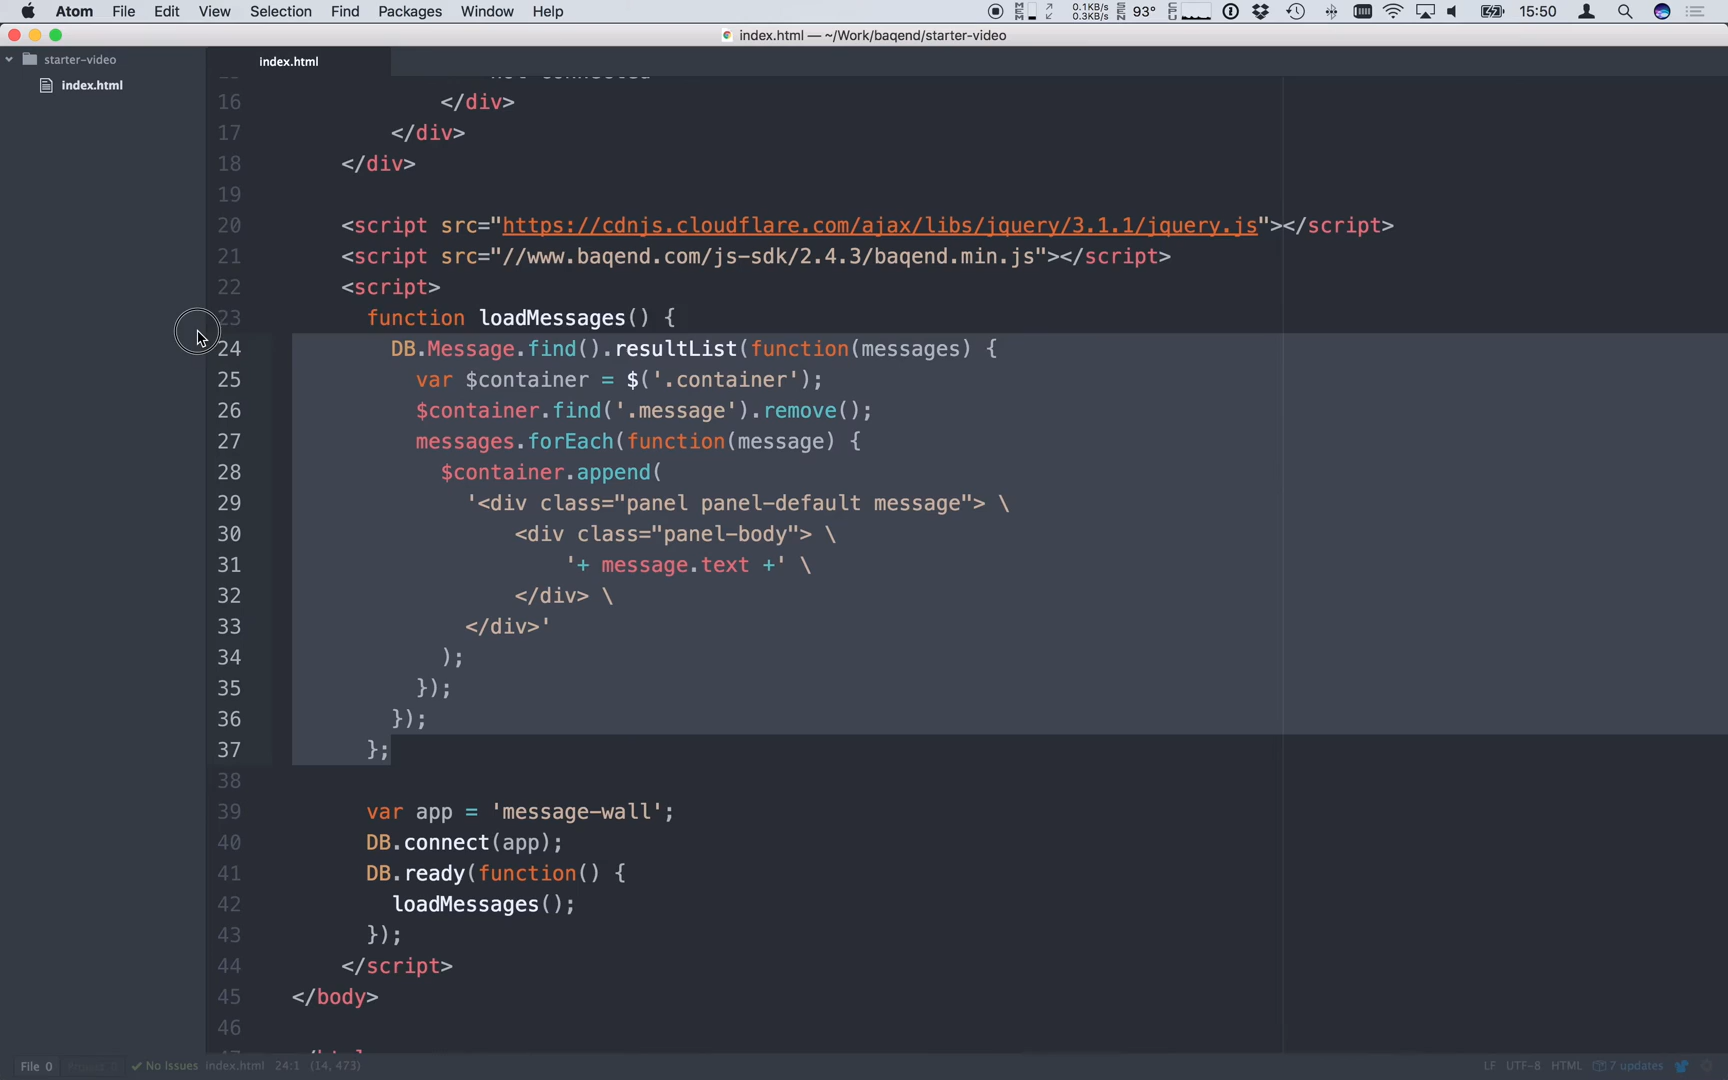 Atom File Edit View Selection Find Packages Window Help 0.1KB/s 0.3KB/s 93° 15:50
index.html — ~/Work/baqend/starter-video
starter-video
index.html
index.html
16 </div>
17 </div>
18 </div>
19
20 <script src="https://cdnjs.cloudflare.com/ajax/libs/jquery/3.1.1/jquery.js"></script>
21 <script src="//www.baqend.com/js-sdk/2.4.3/baqend.min.js"></script>
22 <script>
23 function loadMessages() {
24 DB.Message.find().resultList(function(messages) {
25 var $container = $('.container');
26 $container.find('.message').remove();
27 messages.forEach(function(message) {
28 $container.append(
29 '<div class="panel panel-default message"> \
30 <div class="panel-body"> \
31 '+ message.text +' \
32 </div> \
33 </div>'
34 );
35 });
36 });
37 };
38
39 var app = 'message-wall';
40 DB.connect(app);
41 DB.ready(function() {
42 loadMessages();
43 });
44 </script>
45 </body>
46
File 0 No Issues index.html 24:1 (14, 473) LF UTF-8 HTML 7 updates